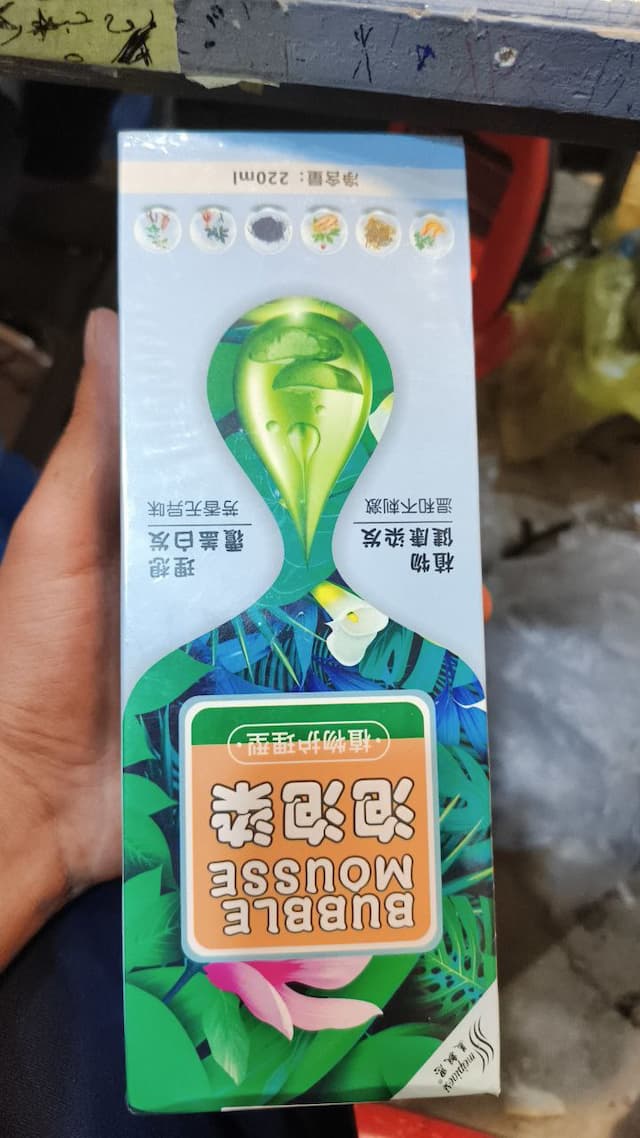 BUBBLE
MOUSSE
泡泡染
·植物护理型·
植物
健康染发
温和不刺激
理想
覆盖白发
芳香无异味
净含量：220ml